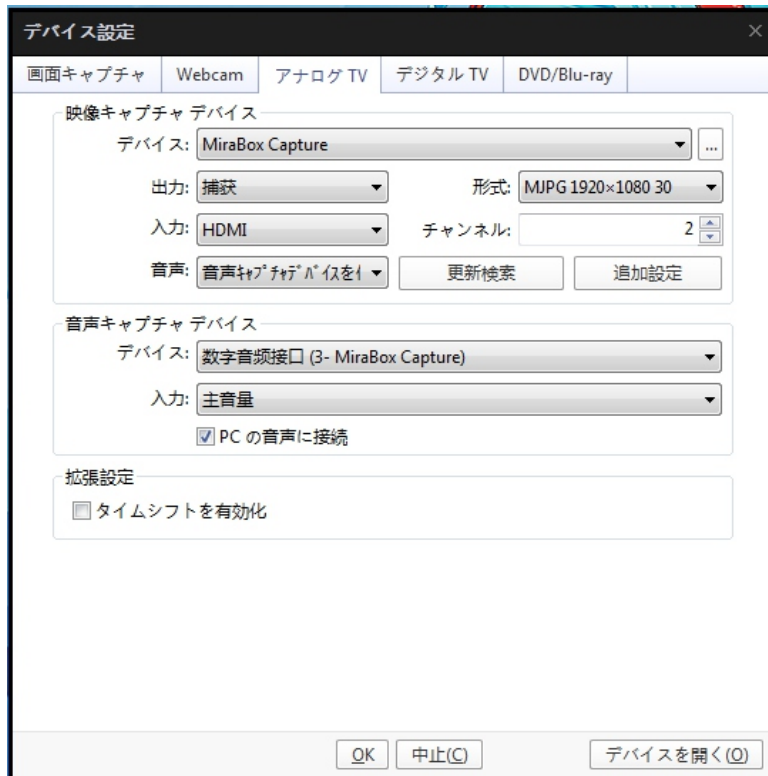 デバイス設定
画面キャプチャ Webcam アナログ TV デジタル TV DVD/Blu-ray
映像キャプチャ デバイス
デバイス: MiraBox Capture ...
出力: 捕获 形式: MJPG 1920×1080 30
入力: HDMI チャンネル: 2
音声: 音声ｷｬﾌﾟﾁｬﾃﾞﾊﾞｲｽを 更新検索 追加設定
音声キャプチャ デバイス
デバイス: 数字音频接口 (3- MiraBox Capture)
入力: 主音量
PC の音声に接続
拡張設定
タイムシフトを有効化
OK 中止(C) デバイスを開く(O)